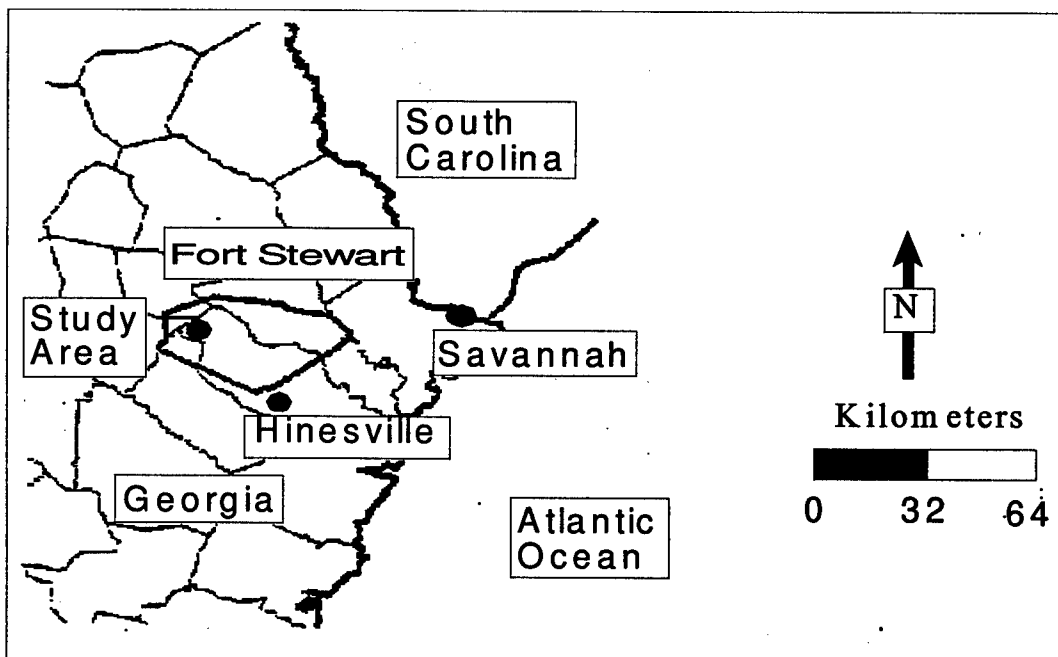 South
Carolina
Fort Stewart
Study
Area
Savannah
Hinesville
Georgia
Atlantic
Ocean
N
Kilometers
0 32 64